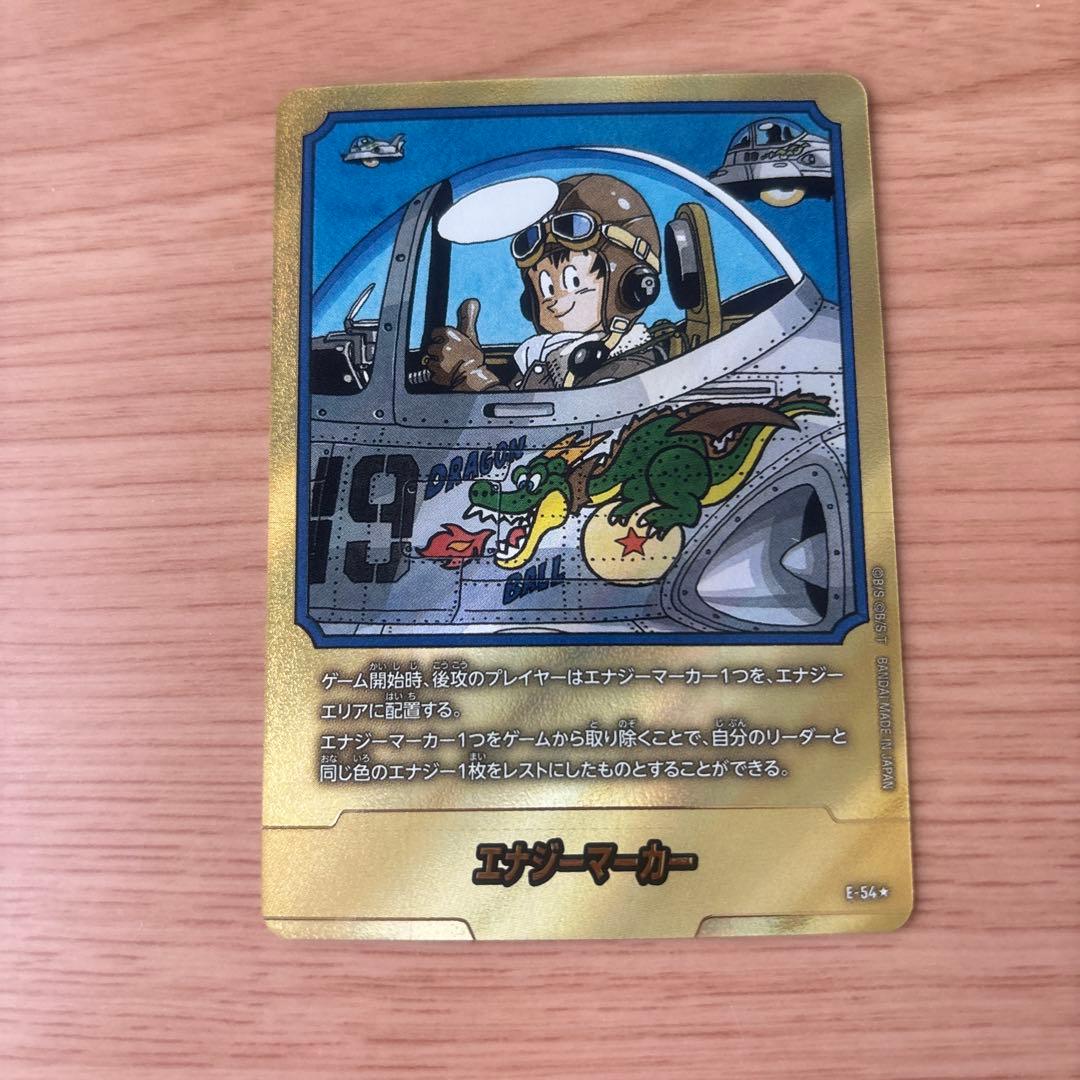 19
DRAGON
BALL
ゲーム開始時、後攻のプレイヤーはエナジーマーカー1つを、エナジー
エリアに配置する。
エナジーマーカー1つをゲームから取り除くことで、自分のリーダーと
同じ色のエナジー1枚をレストにしたものとすることができる。
©B/S ©B/S,T BANDAI MADE IN JAPAN
エナジーマーカー
E-54★